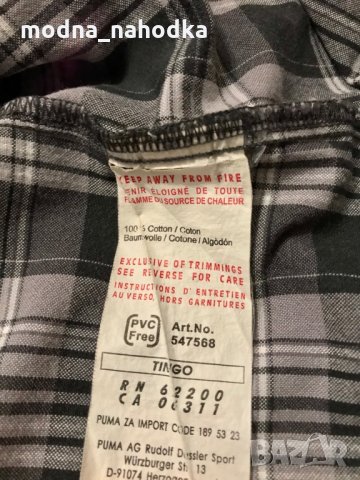 modna_nahodka
KEEP AWAY FROM FIRE
TENIR ÉLOIGNÉ DE TOUTE
FLAMME OU SOURCE DE CHALEUR
100 % Cotton / Coton
Baumwolle / Cotone / Algodón
EXCLUSIVE OF TRIMMINGS
SEE REVERSE FOR CARE
INSTRUCTIONS D'ENTRETIEN
AU VERSO, HORS GARNITURES
PVC Free
Art.No.
547568
TINGO
RN 62200
CA 06311
PUMA ZA IMPORT CODE 189 53 23
PUMA AG Rudolf Dassler Sport
Würzburger Str. 13
D-91074
BAZAR